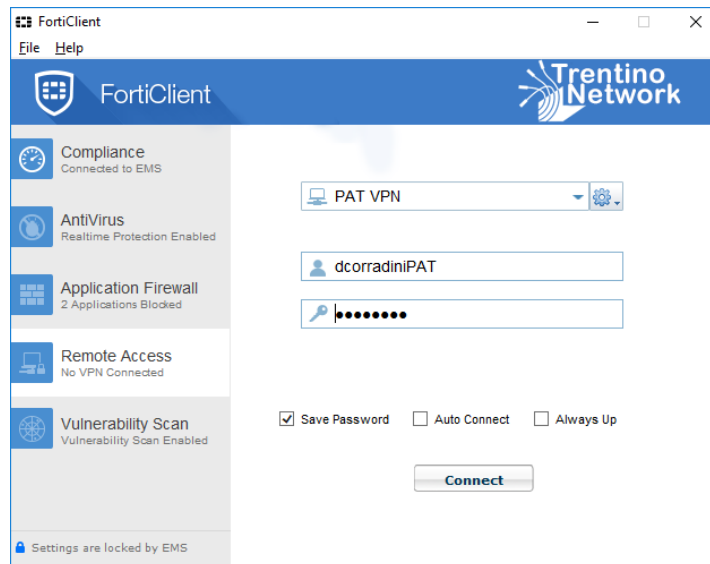 FortiClient
File Help
FortiClient
Trentino
Network
Compliance
Connected to EMS
AntiVirus
Realtime Protection Enabled
Application Firewall
2 Applications Blocked
Remote Access
No VPN Connected
Vulnerability Scan
Vulnerability Scan Enabled
Settings are locked by EMS
PAT VPN
dcorradiniPAT
●●●●●●●●
Save Password Auto Connect Always Up
Connect